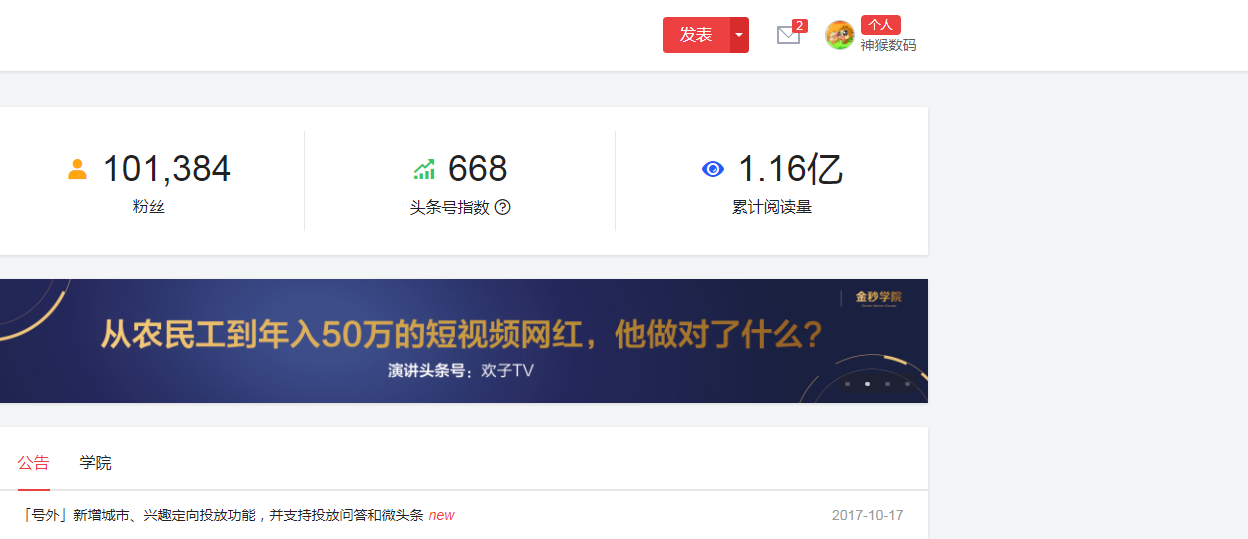 发表
2
个人
神猴数码
101,384
668
1.16亿
粉丝
头条号指数
累计阅读量
金秒学院
从农民工到年入50万的短视频网红，他做对了什么？
演讲头条号：欢子TV
公告 学院
「号外」新增城市、兴趣定向投放功能，并支持投放问答和微头条 new 2017-10-17